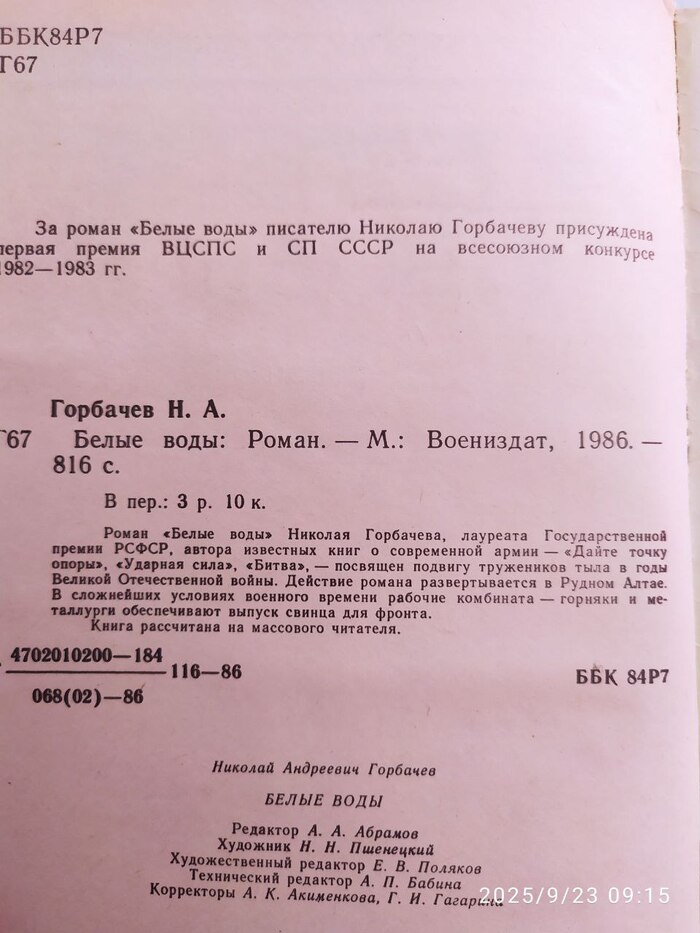 ББК84Р7
Г67
За роман «Белые воды» писателю Николаю Горбачеву присуждена
первая премия ВЦСПС и СП СССР на всесоюзном конкурсе
1982—1983 гг.
Горбачев Н. А.
Г67 Белые воды: Роман. — М.: Воениздат, 1986. —
816 с.
В пер.: 3 р. 10 к.
Роман «Белые воды» Николая Горбачева, лауреата Государственной
премии РСФСР, автора известных книг о современной армии — «Дайте точку
опоры», «Ударная сила», «Битва», — посвящен подвигу тружеников тыла в годы
Великой Отечественной войны. Действие романа развертывается в Рудном Алтае.
В сложнейших условиях военного времени рабочие комбината — горняки и ме-
таллурги обеспечивают выпуск свинца для фронта.
Книга рассчитана на массового читателя.
4702010200—184
116—86
068(02)—86
ББК 84Р7
Николай Андреевич Горбачев
БЕЛЫЕ ВОДЫ
Редактор А. А. Абрамов
Художник Н. Н. Пшенецкий
Художественный редактор Е. В. Поляков
Технический редактор А. П. Бабина
Корректоры А. К. Акименкова, Г. И. Гагарина
2025/9/23 09:15